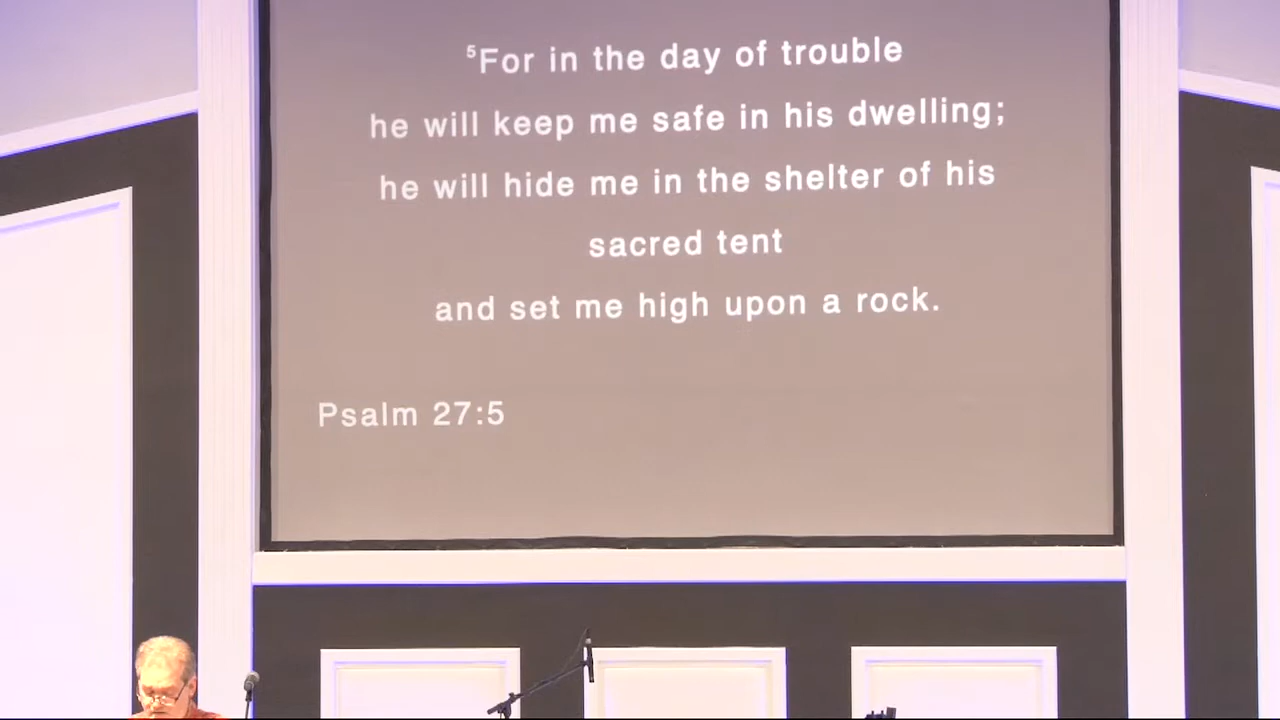 ⁵For in the day of trouble
he will keep me safe in his dwelling;
he will hide me in the shelter of his
sacred tent
and set me high upon a rock.
Psalm 27:5